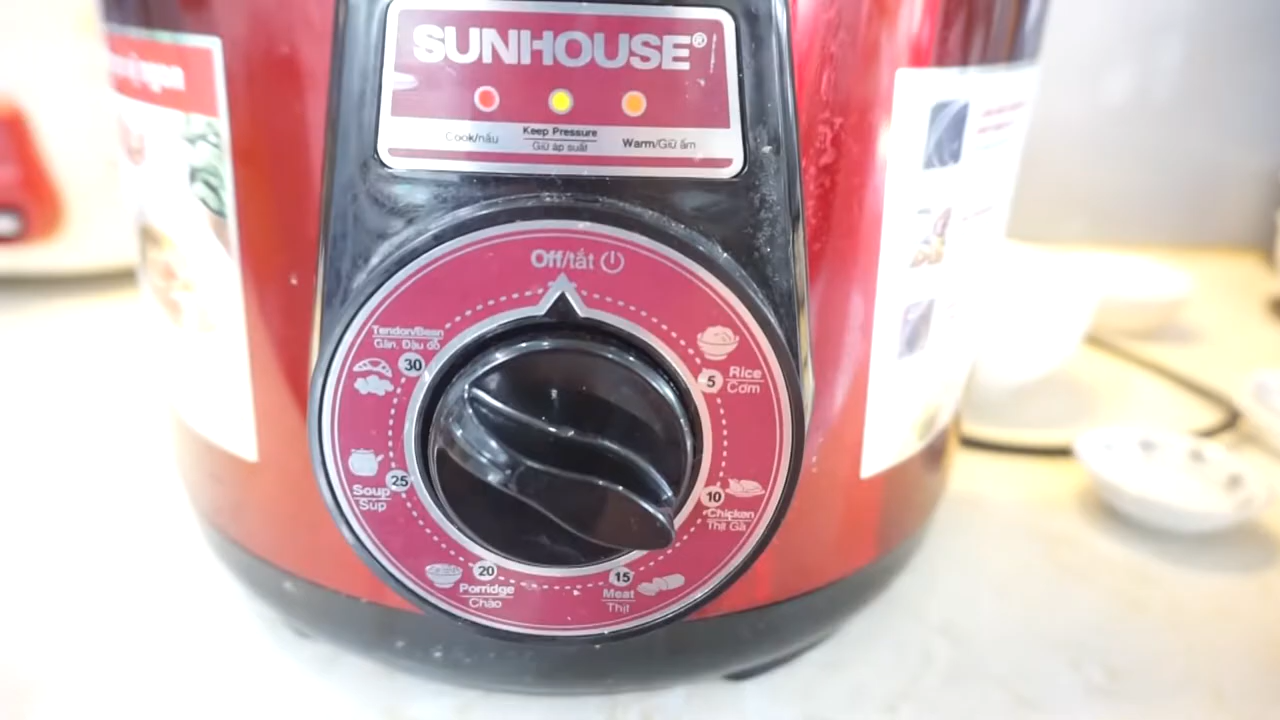 SUNHOUSE®
Cook/nấu
Keep Pressure
Giữ áp suất
Warm/Giữ ấm
Off/tắt
Tendon/Bean
Gân, Đậu đỗ
30
5
Rice
Cơm
25
Soup
Súp
10
Chicken
Thịt Gà
20
Porridge
Cháo
15
Meat
Thịt